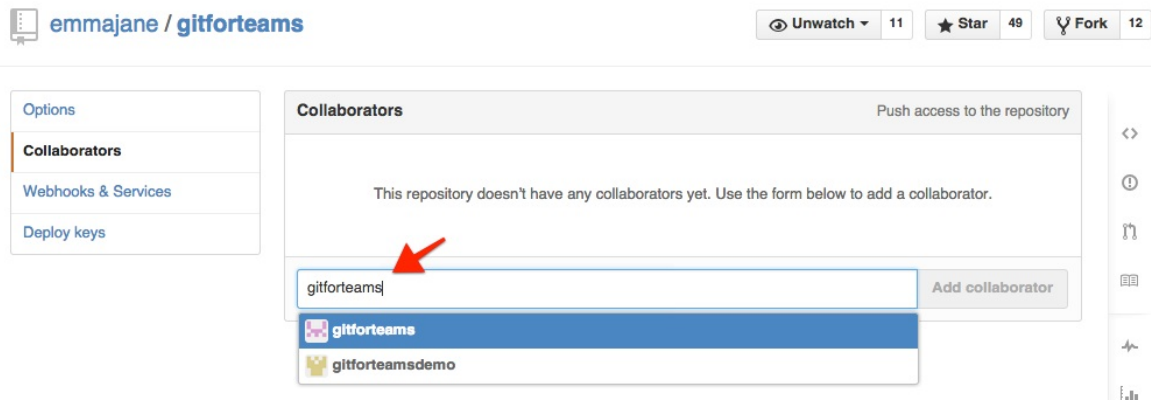 emmajane / gitforteams
Unwatch 11 Star 49 Fork 12
Options
Collaborators
Webhooks & Services
Deploy keys
Collaborators Push access to the repository
This repository doesn't have any collaborators yet. Use the form below to add a collaborator.
gitforteams Add collaborator
gitforteams
gitforteamsdemo